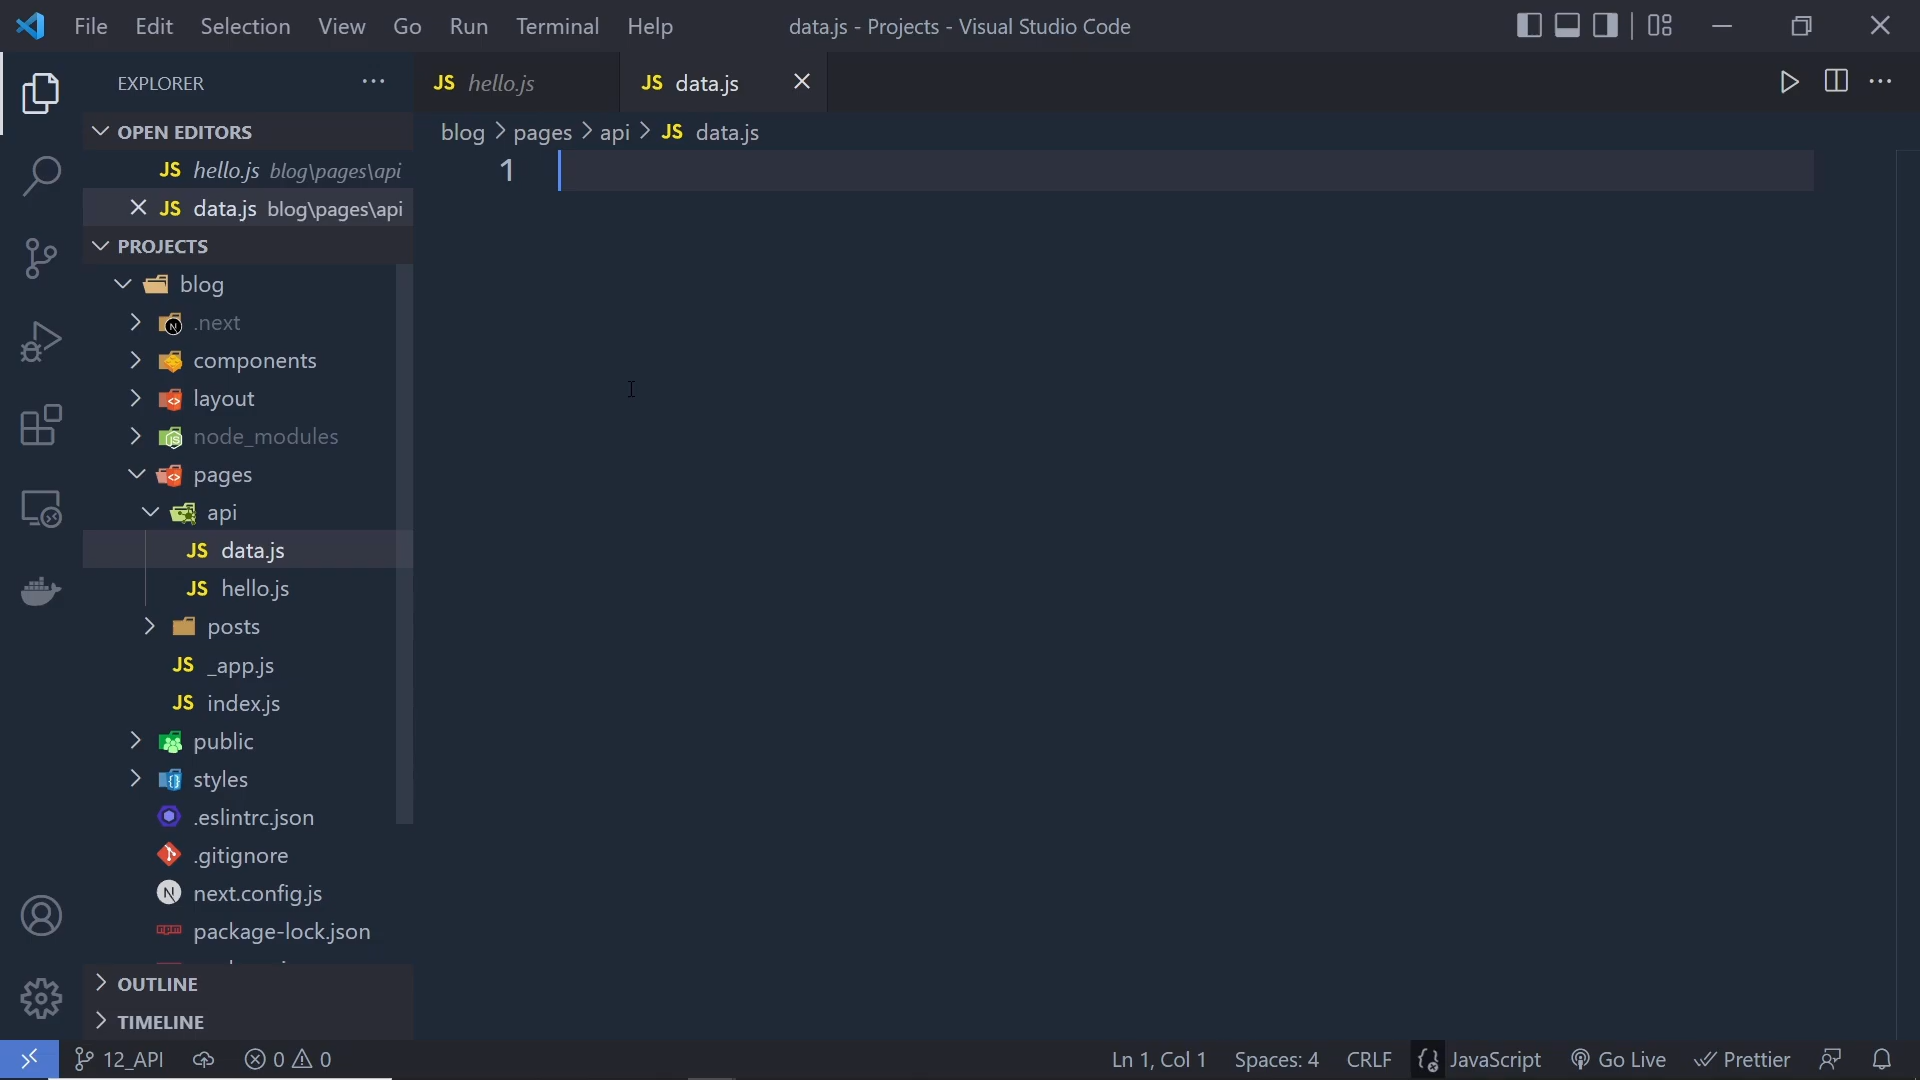 File Edit Selection View Go Run Terminal Help data.js - Projects - Visual Studio Code
EXPLORER
JS hello.js JS data.js
OPEN EDITORS
blog > pages > api > JS data.js
JS hello.js blog\pages\api
JS data.js blog\pages\api
1
PROJECTS
blog
.next
components
layout
node_modules
pages
api
JS data.js
JS hello.js
posts
JS _app.js
JS index.js
public
styles
.eslintrc.json
.gitignore
next.config.js
package-lock.json
OUTLINE
TIMELINE
12_API 0 0 Ln 1, Col 1 Spaces: 4 CRLF JavaScript Go Live Prettier